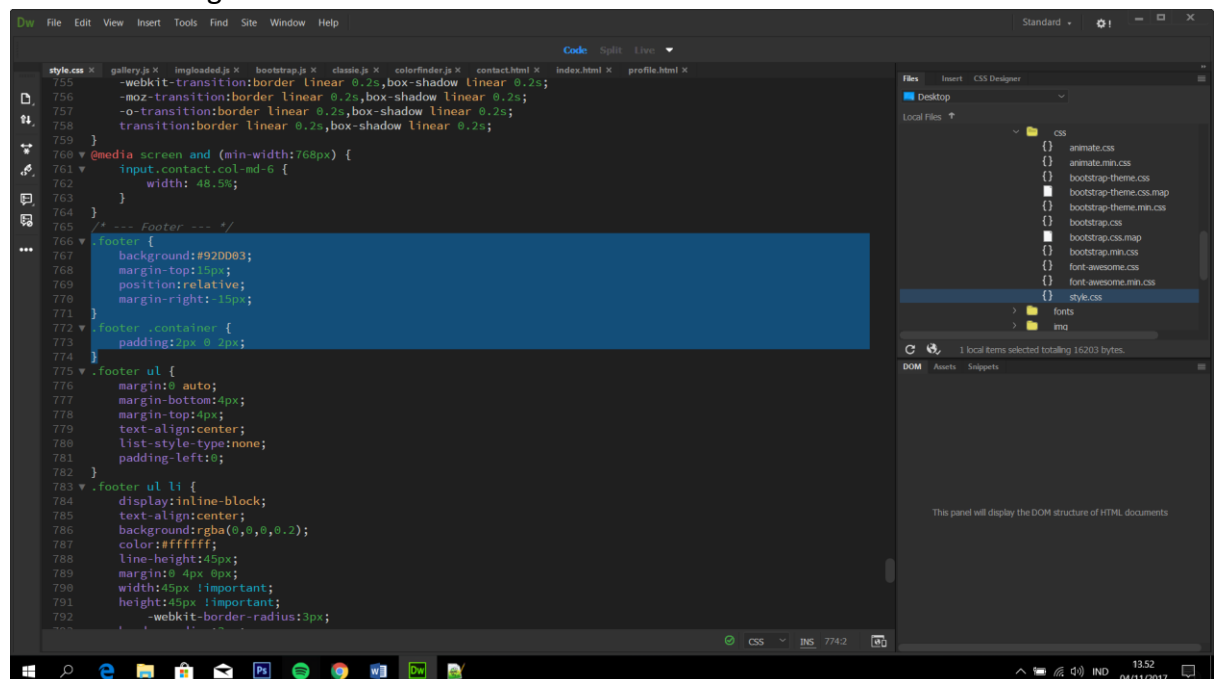 Dw File Edit View Insert Tools Find Site Window Help Standard
Code Split Live
style.css × gallery.js × imgloaded.js × bootstrap.js × classie.js × colorfinder.js × contact.html × index.html × profile.html ×
755 -webkit-transition:border linear 0.2s,box-shadow linear 0.2s;
756 -moz-transition:border linear 0.2s,box-shadow linear 0.2s;
757 -o-transition:border linear 0.2s,box-shadow linear 0.2s;
758 transition:border linear 0.2s,box-shadow linear 0.2s;
759 }
760 @media screen and (min-width:768px) {
761 input.contact.col-md-6 {
762 width: 48.5%;
763 }
764 }
765 /* --- Footer --- */
766 .footer {
767 background:#92DD03;
768 margin-top:15px;
769 position:relative;
770 margin-right:-15px;
771 }
772 .footer .container {
773 padding:2px 0 2px;
774 }
775 .footer ul {
776 margin:0 auto;
777 margin-bottom:4px;
778 margin-top:4px;
779 text-align:center;
780 list-style-type:none;
781 padding-left:0;
782 }
783 .footer ul li {
784 display:inline-block;
785 text-align:center;
786 background:rgba(0,0,0,0.2);
787 color:#ffffff;
788 line-height:45px;
789 margin:0 4px 0px;
790 width:45px !important;
791 height:45px !important;
792 -webkit-border-radius:3px;
CSS INS 774:2
Files Insert CSS Designer
Desktop
Local Files
css
{} animate.css
{} animate.min.css
{} bootstrap-theme.css
bootstrap-theme.css.map
{} bootstrap-theme.min.css
{} bootstrap.css
bootstrap.css.map
{} bootstrap.min.css
{} font-awesome.css
{} font-awesome.min.css
{} style.css
fonts
img
1 local items selected totalling 16203 bytes.
DOM Assets Snippets
This panel will display the DOM structure of HTML documents
Ps Dw IND 13.52
04/11/2017